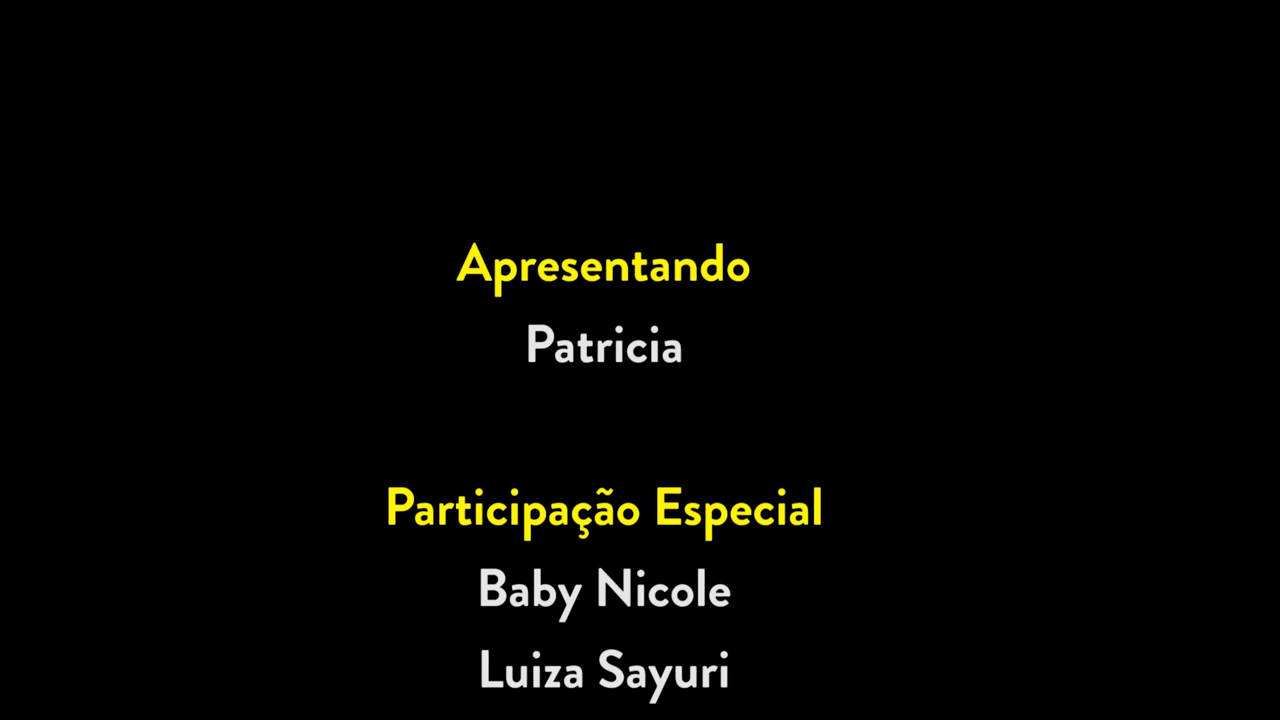 Apresentando
Patricia
Participação Especial
Baby Nicole
Luiza Sayuri